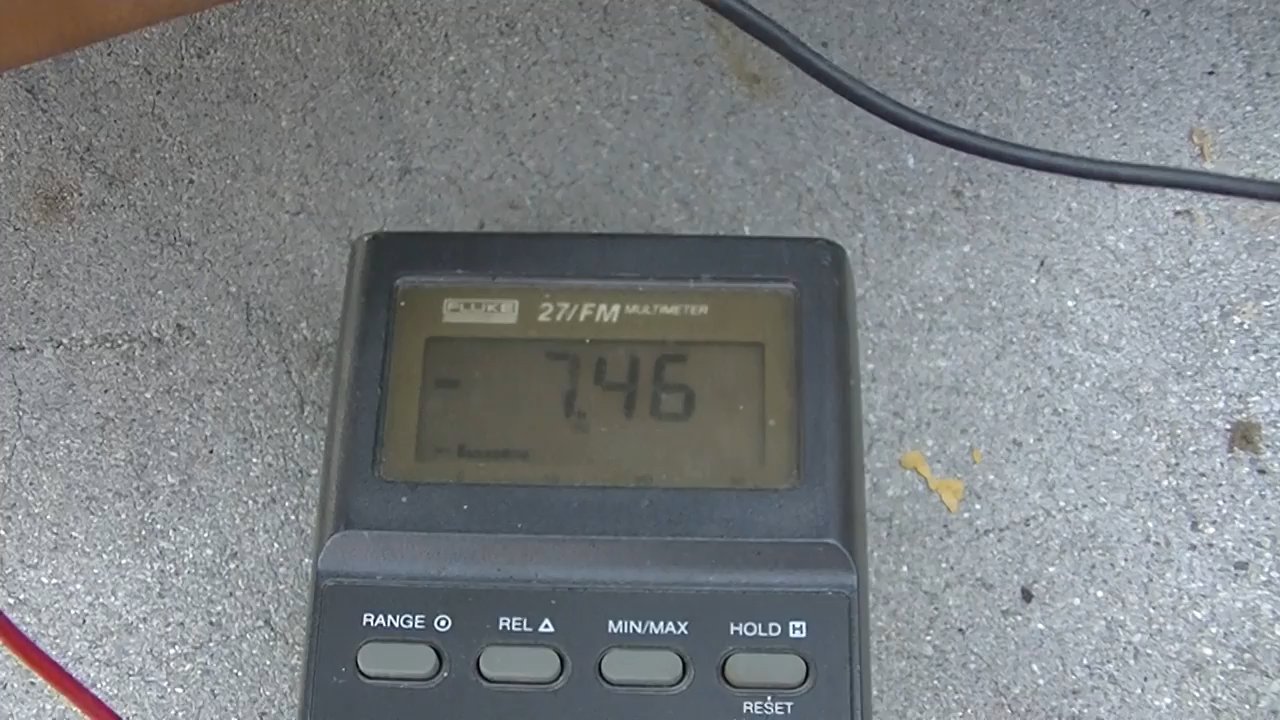 FLUKE 27/FM MULTIMETER
- 7.46
RANGE REL △ MIN/MAX HOLD H
RESET